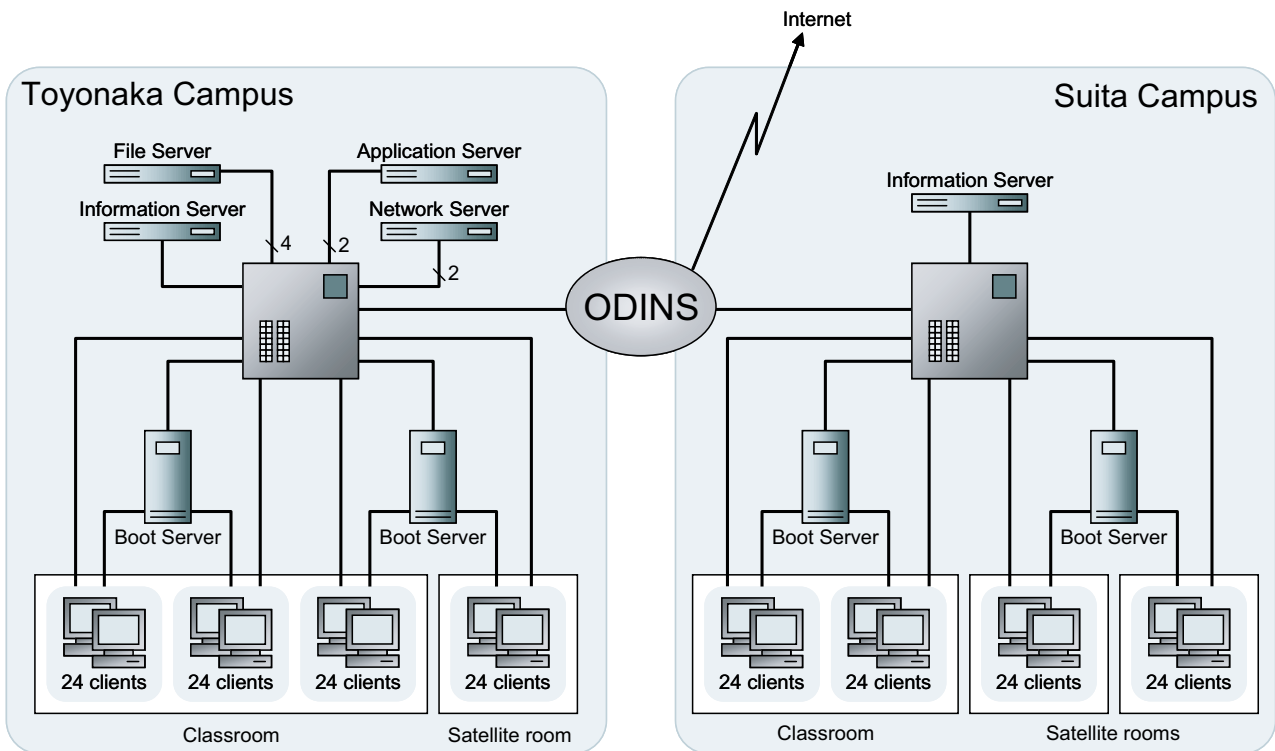 Internet
Toyonaka Campus
Suita Campus
File Server
Application Server
Information Server
Network Server
4
2
2
Information Server
ODINS
Boot Server
Boot Server
Boot Server
Boot Server
24 clients
24 clients
24 clients
24 clients
24 clients
24 clients
24 clients
24 clients
Classroom
Satellite room
Classroom
Satellite rooms